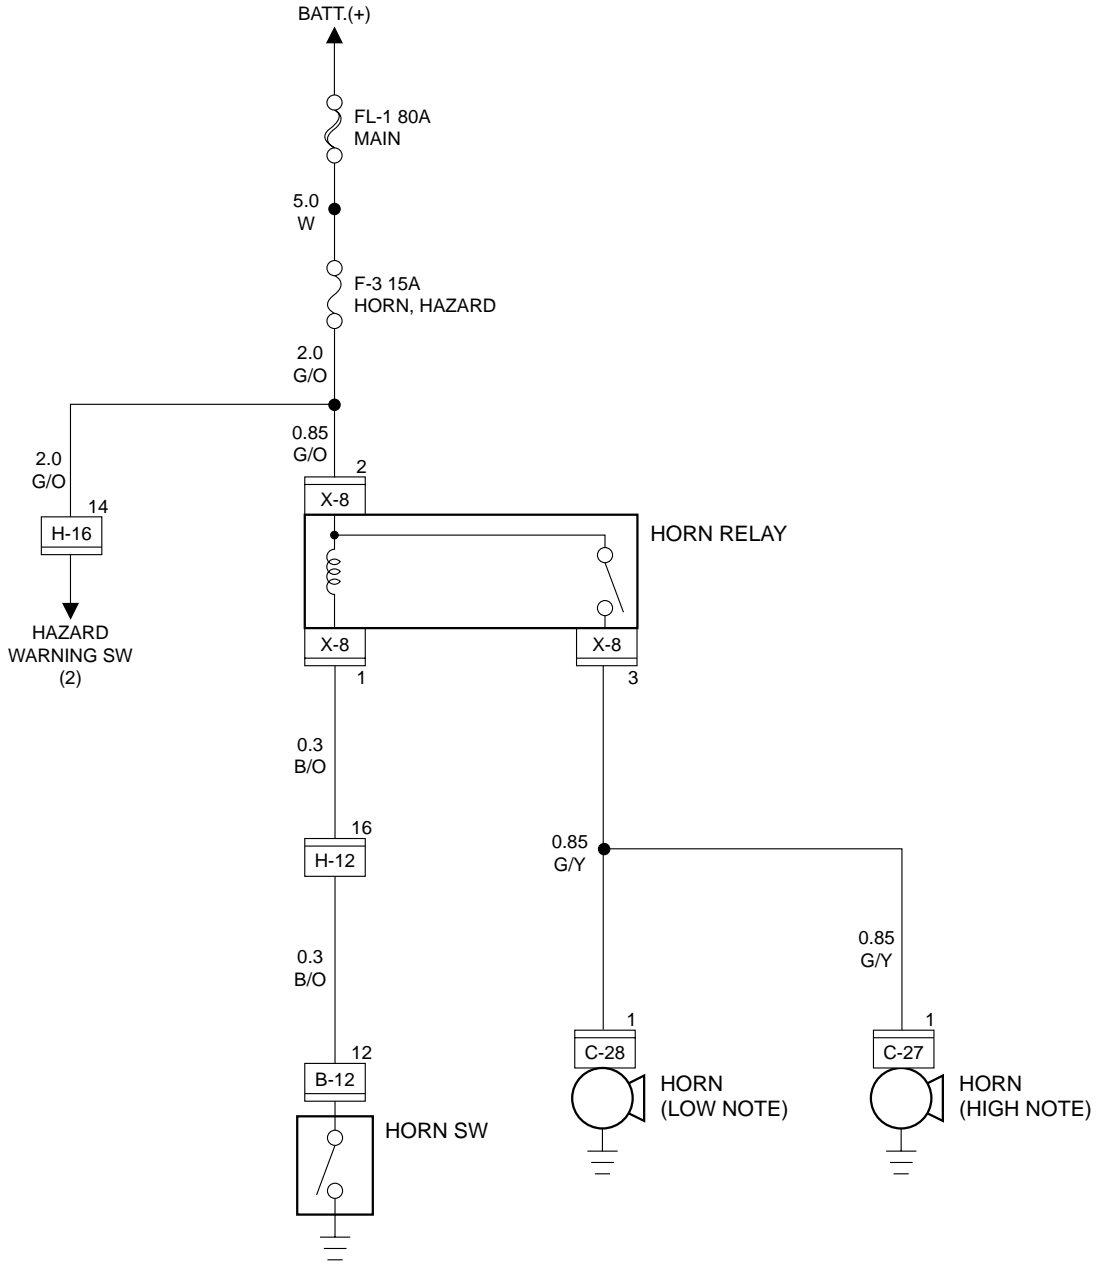 BATT.(+)
FL-1 80A
MAIN
5.0
W
F-3 15A
HORN, HAZARD
2.0
G/O
0.85
G/O
2.0
G/O
2
X-8
14
H-16
HORN RELAY
HAZARD
WARNING SW
(2)
X-8
1
X-8
3
0.3
B/O
16
H-12
0.85
G/Y
0.3
B/O
0.85
G/Y
12
B-12
1
C-28
1
C-27
HORN
(LOW NOTE)
HORN
(HIGH NOTE)
HORN SW